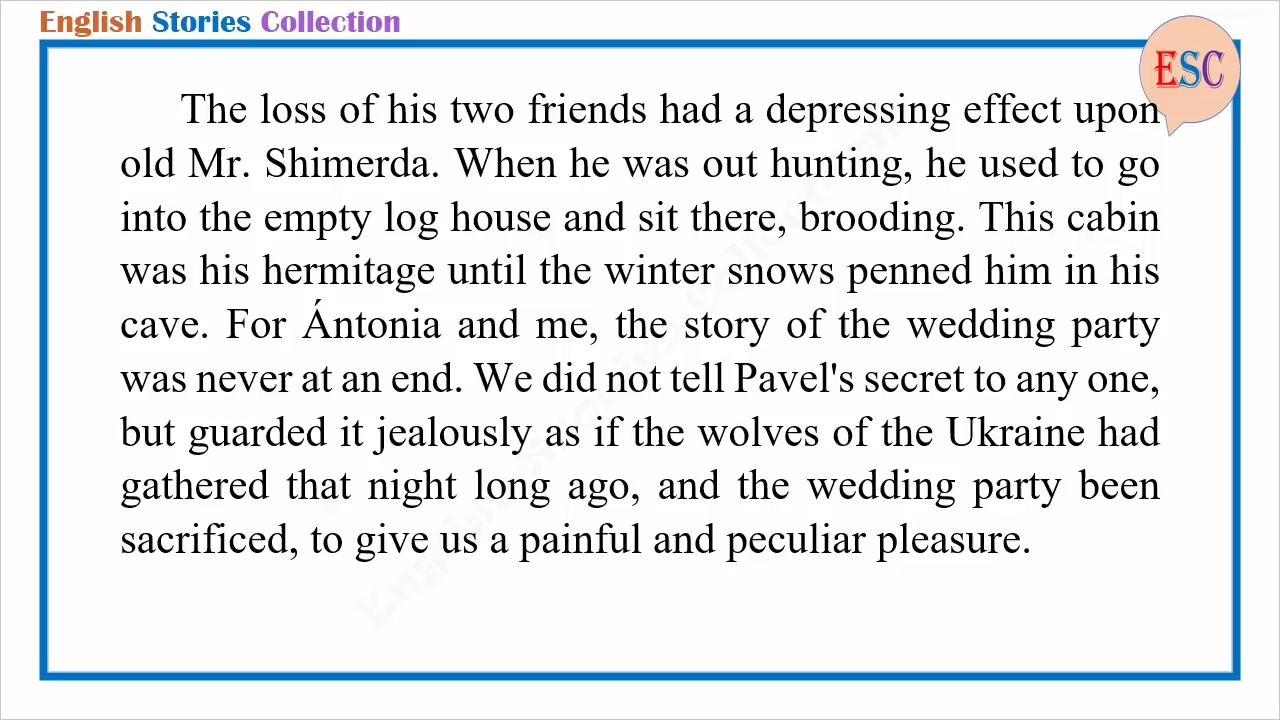 English Stories Collection
ESC
The loss of his two friends had a depressing effect upon
old Mr. Shimerda. When he was out hunting, he used to go
into the empty log house and sit there, brooding. This cabin
was his hermitage until the winter snows penned him in his
cave. For Ántonia and me, the story of the wedding party
was never at an end. We did not tell Pavel's secret to any one,
but guarded it jealously as if the wolves of the Ukraine had
gathered that night long ago, and the wedding party been
sacrificed, to give us a painful and peculiar pleasure.